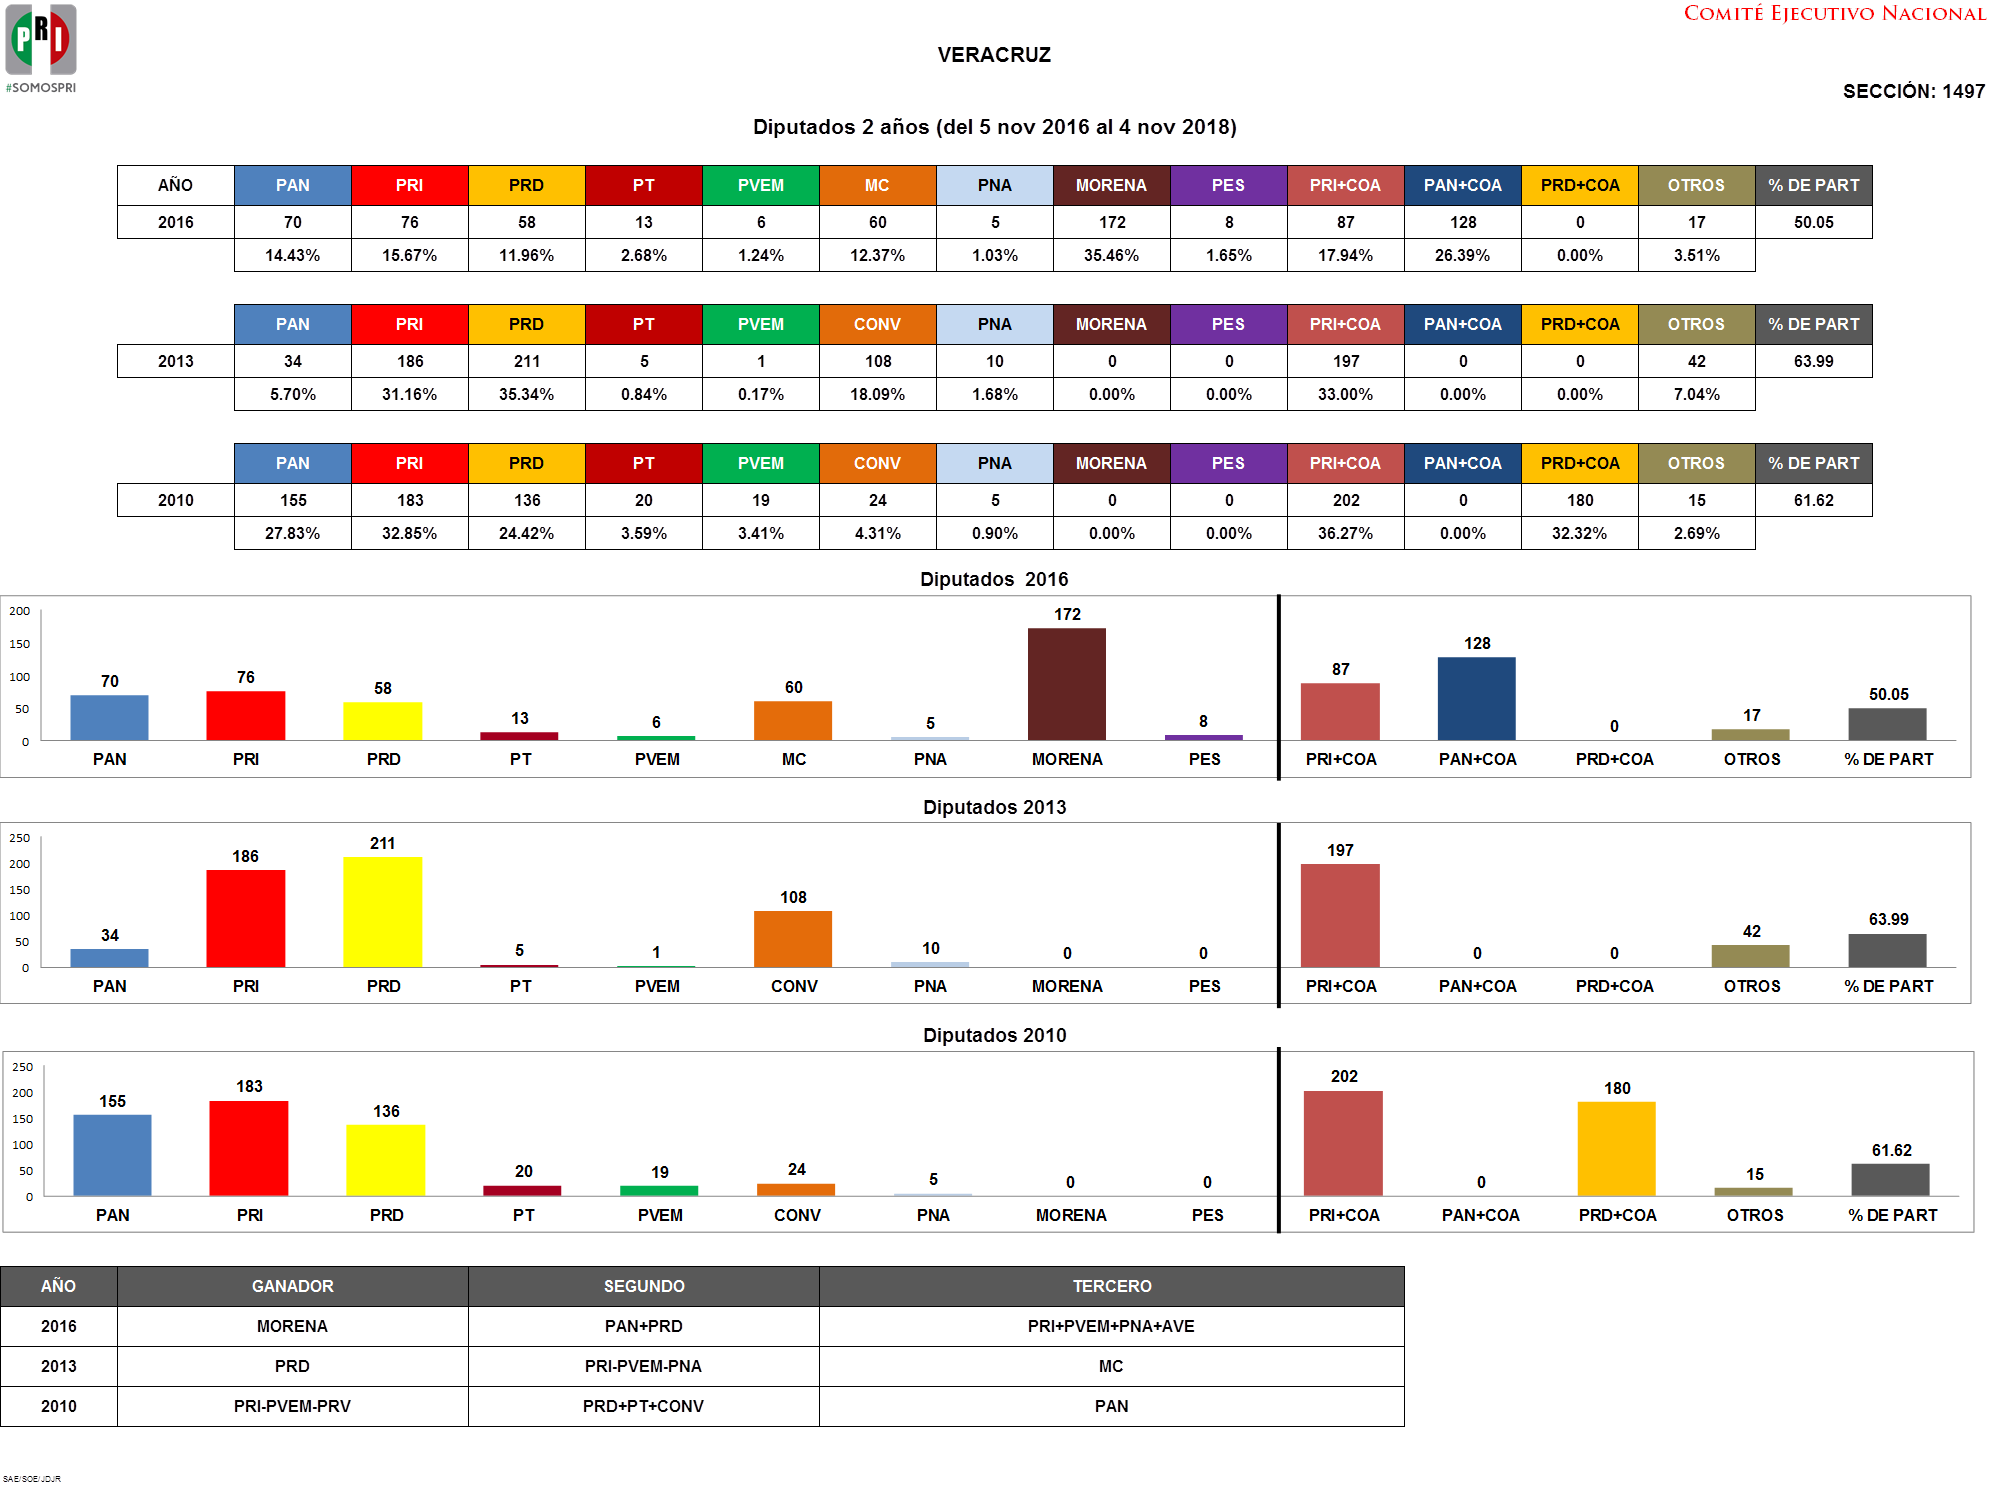 COMITÉ EJECUTIVO NACIONAL
PRI
#SOMOSPRI
VERACRUZ
SECCIÓN: 1497
Diputados 2 años (del 5 nov 2016 al 4 nov 2018)
AÑO PAN PRI PRD PT PVEM MC PNA MORENA PES PRI+COA PAN+COA PRD+COA OTROS % DE PART
2016 70 76 58 13 6 60 5 172 8 87 128 0 17 50.05
14.43% 15.67% 11.96% 2.68% 1.24% 12.37% 1.03% 35.46% 1.65% 17.94% 26.39% 0.00% 3.51%
PAN PRI PRD PT PVEM CONV PNA MORENA PES PRI+COA PAN+COA PRD+COA OTROS % DE PART
2013 34 186 211 5 1 108 10 0 0 197 0 0 42 63.99
5.70% 31.16% 35.34% 0.84% 0.17% 18.09% 1.68% 0.00% 0.00% 33.00% 0.00% 0.00% 7.04%
PAN PRI PRD PT PVEM CONV PNA MORENA PES PRI+COA PAN+COA PRD+COA OTROS % DE PART
2010 155 183 136 20 19 24 5 0 0 202 0 180 15 61.62
27.83% 32.85% 24.42% 3.59% 3.41% 4.31% 0.90% 0.00% 0.00% 36.27% 0.00% 32.32% 2.69%
Diputados  2016
200
150
100
50
0
70 76 58 13 6 60 5 172 8 87 128 0 17 50.05
PAN PRI PRD PT PVEM MC PNA MORENA PES PRI+COA PAN+COA PRD+COA OTROS % DE PART
Diputados 2013
250
200
150
100
50
0
34 186 211 5 1 108 10 0 0 197 0 0 42 63.99
PAN PRI PRD PT PVEM CONV PNA MORENA PES PRI+COA PAN+COA PRD+COA OTROS % DE PART
Diputados 2010
250
200
150
100
50
0
155 183 136 20 19 24 5 0 0 202 0 180 15 61.62
PAN PRI PRD PT PVEM CONV PNA MORENA PES PRI+COA PAN+COA PRD+COA OTROS % DE PART
AÑO GANADOR SEGUNDO TERCERO
2016 MORENA PAN+PRD PRI+PVEM+PNA+AVE
2013 PRD PRI-PVEM-PNA MC
2010 PRI-PVEM-PRV PRD+PT+CONV PAN
SAE/SOE/JDJR